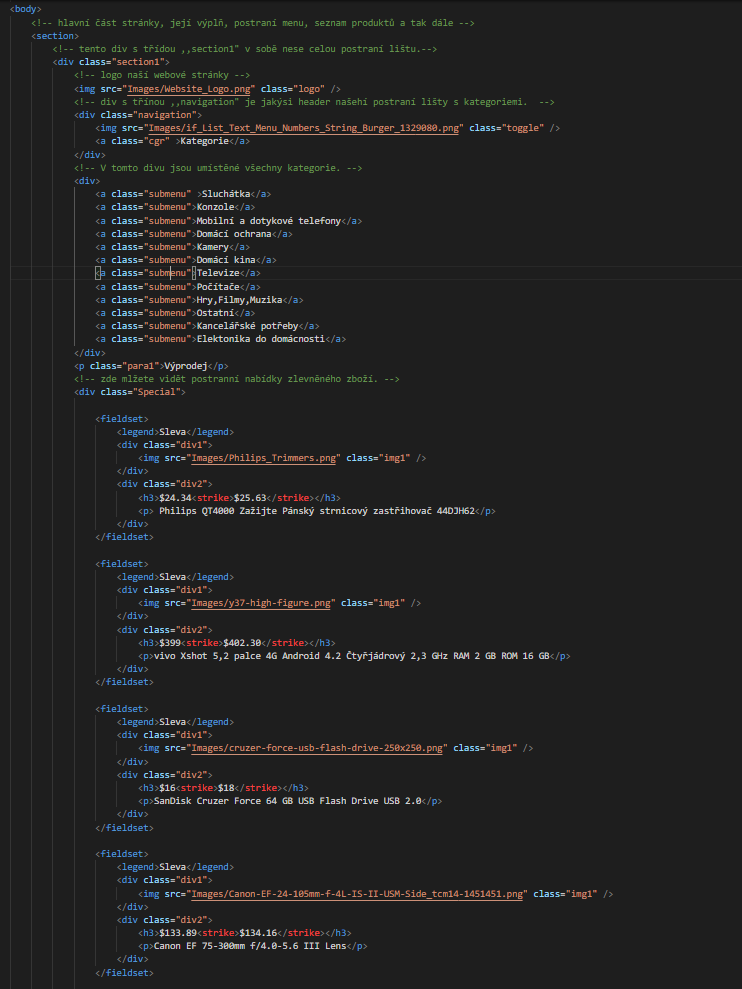 <body>
<!-- hlavní část stránky, její výplň, postraní menu, seznam produktů a tak dále -->
<section>
<!-- tento div s třídou ,,section1" v sobě nese celou postraní lištu.-->
<div class="section1">
<!-- logo naší webové stránky -->
<img src="Images/Website_Logo.png" class="logo" />
<!-- div s třínou ,,navigation" je jakýsi header našehí postraní lišty s kategoriemi.  -->
<div class="navigation">
<img src="Images/if_List_Text_Menu_Numbers_String_Burger_1329080.png" class="toggle" />
<a class="cgr" >Kategorie</a>
</div>
<!-- V tomto divu jsou umístěné všechny kategorie. -->
<div>
<a class="submenu" >Sluchátka</a>
<a class="submenu">Konzole</a>
<a class="submenu">Mobilní a dotykové telefony</a>
<a class="submenu">Domácí ochrana</a>
<a class="submenu">Kamery</a>
<a class="submenu">Domácí kina</a>
<a class="submenu">Televize</a>
<a class="submenu">Počítače</a>
<a class="submenu">Hry,Filmy,Muzika</a>
<a class="submenu">Ostatní</a>
<a class="submenu">Kancelářské potřeby</a>
<a class="submenu">Elektonika do domácnosti</a>
</div>
<p class="para1">Výprodej</p>
<!-- zde mlžete vidět postranní nabídky zlevněného zboží. -->
<div class="Special">
<fieldset>
<legend>Sleva</legend>
<div class="div1">
<img src="Images/Philips_Trimmers.png" class="img1" />
</div>
<div class="div2">
<h3>$24.34<strike>$25.63</strike></h3>
<p> Philips QT4000 Zažijte Pánský strnicový zastřihovač 44DJH62</p>
</div>
</fieldset>
<fieldset>
<legend>Sleva</legend>
<div class="div1">
<img src="Images/y37-high-figure.png" class="img1" />
</div>
<div class="div2">
<h3>$399<strike>$402.30</strike></h3>
<p>vivo Xshot 5,2 palce 4G Android 4.2 Čtyřjádrový 2,3 GHz RAM 2 GB ROM 16 GB</p>
</div>
</fieldset>
<fieldset>
<legend>Sleva</legend>
<div class="div1">
<img src="Images/cruzer-force-usb-flash-drive-250x250.png" class="img1" />
</div>
<div class="div2">
<h3>$16<strike>$18</strike></h3>
<p>SanDisk Cruzer Force 64 GB USB Flash Drive USB 2.0</p>
</div>
</fieldset>
<fieldset>
<legend>Sleva</legend>
<div class="div1">
<img src="Images/Canon-EF-24-105mm-f-4L-IS-II-USM-Side_tcm14-1451451.png" class="img1" />
</div>
<div class="div2">
<h3>$133.89<strike>$134.16</strike></h3>
<p>Canon EF 75-300mm f/4.0-5.6 III Lens</p>
</div>
</fieldset>